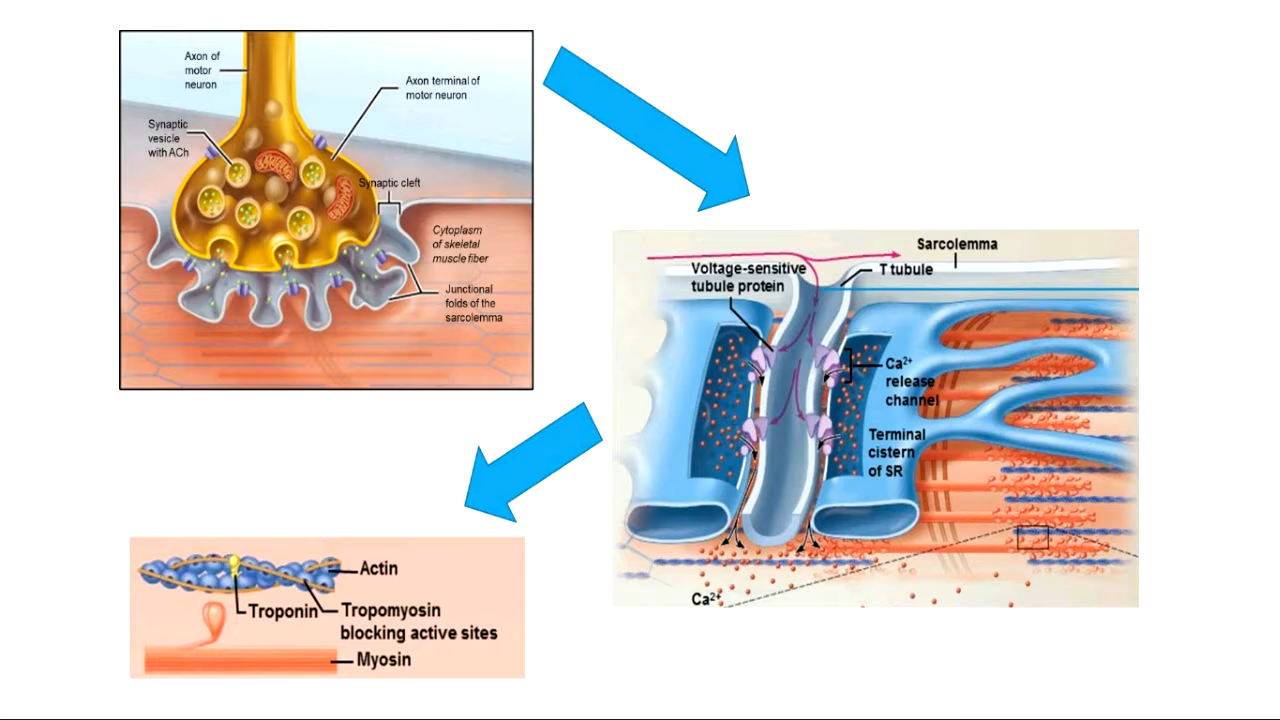 Axon of
motor
neuron
Axon terminal of
motor neuron
Synaptic
vesicle
with ACh
Synaptic cleft
Cytoplasm
of skeletal
muscle fiber
Junctional
folds of the
sarcolemma
Sarcolemma
Voltage-sensitive
tubule protein
T tubule
Ca²⁺
release
channel
Terminal
cistern
of SR
Ca²⁺
Actin
Troponin
Tropomyosin
blocking active sites
Myosin